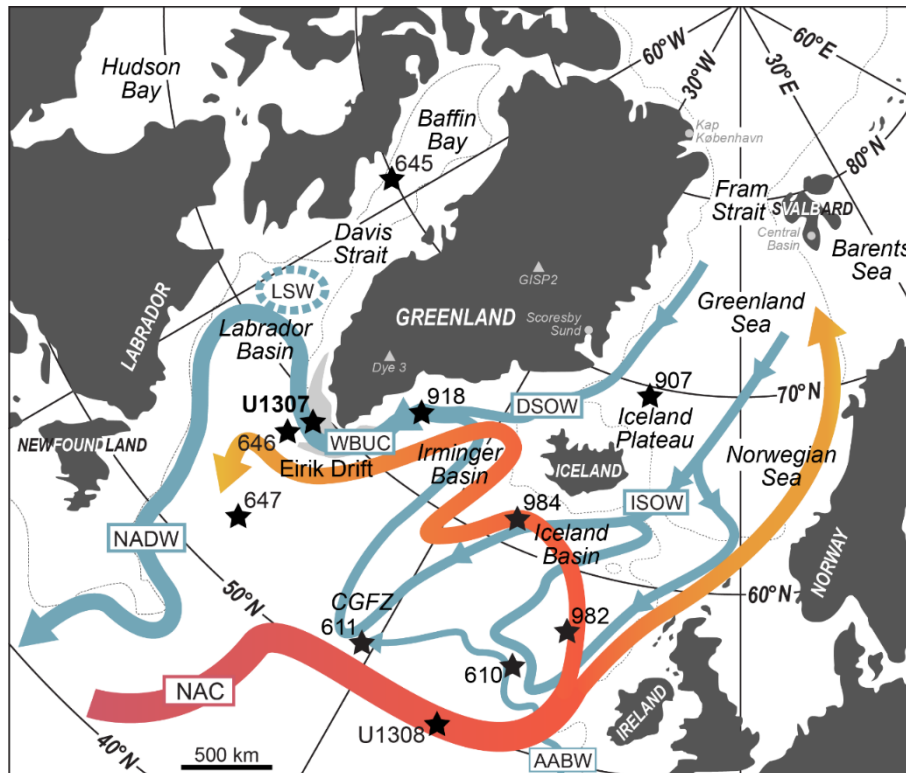 60°W
30°W
60°E
30°E
Hudson
Bay
Baffin
Bay
Kap
København
80°N
645
Fram
Strait
SVALBARD
Central
Basin
Davis
Strait
Barents
Sea
LSW
GISP2
LABRADOR
Labrador
Basin
GREENLAND
Scoresby
Sund
Greenland
Sea
Dye 3
907
70°N
U1307
918
DSOW
Iceland
Plateau
646
WBUC
NEWFOUNDLAND
Eirik Drift
Irminger
Basin
ICELAND
Norwegian
Sea
647
984
ISOW
NADW
Iceland
Basin
NORWAY
50°N
CGFZ
60°N
611
982
610
NAC
IRELAND
U1308
40°N
500 km
AABW